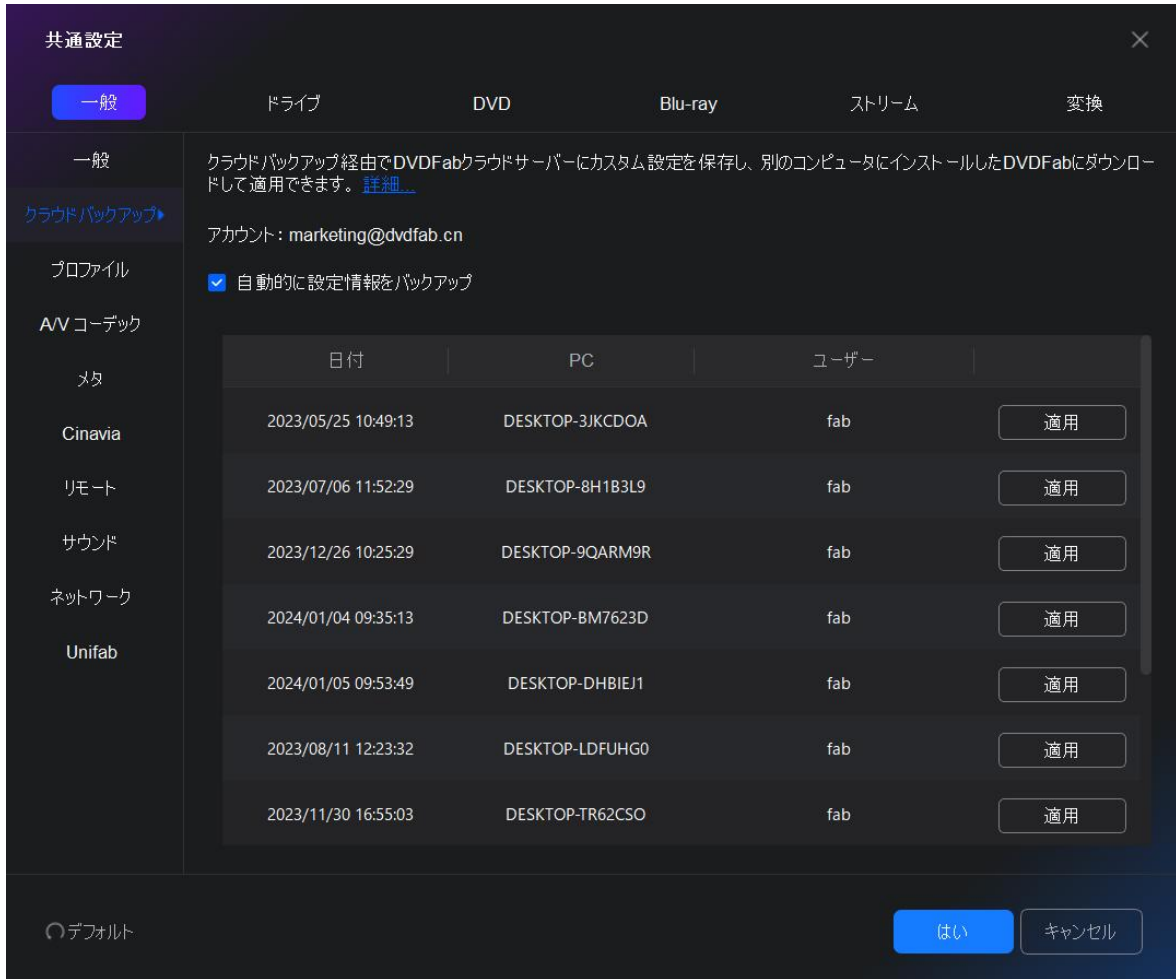 共通設定
一般 ドライブ DVD Blu-ray ストリーム 変換
一般
クラウドバックアップ
プロファイル
A/V コーデック
メタ
Cinavia
リモート
サウンド
ネットワーク
Unifab
クラウドバックアップ経由でDVDFabクラウドサーバーにカスタム設定を保存し、別のコンピュータにインストールしたDVDFabにダウンロー
ドして適用できます。詳細...
アカウント: marketing@dvdfab.cn
自動的に設定情報をバックアップ
日付 PC ユーザー
2023/05/25 10:49:13 DESKTOP-3JKCDOA fab 適用
2023/07/06 11:52:29 DESKTOP-8H1B3L9 fab 適用
2023/12/26 10:25:29 DESKTOP-9QARM9R fab 適用
2024/01/04 09:35:13 DESKTOP-BM7623D fab 適用
2024/01/05 09:53:49 DESKTOP-DHBIEJ1 fab 適用
2023/08/11 12:23:32 DESKTOP-LDFUHG0 fab 適用
2023/11/30 16:55:03 DESKTOP-TR62CSO fab 適用
デフォルト はい キャンセル